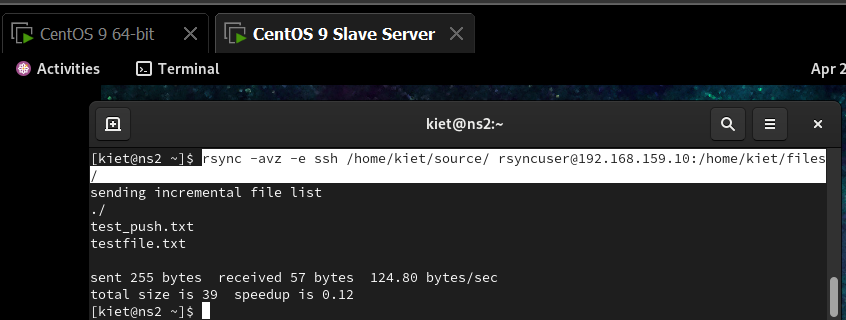 CentOS 9 64-bit
CentOS 9 Slave Server
Activities
Terminal
Apr 2
kiet@ns2:~
[kiet@ns2 ~]$ rsync -avz -e ssh /home/kiet/source/ rsyncuser@192.168.159.10:/home/kiet/files
/
sending incremental file list
./
test_push.txt
testfile.txt
sent 255 bytes  received 57 bytes  124.80 bytes/sec
total size is 39  speedup is 0.12
[kiet@ns2 ~]$